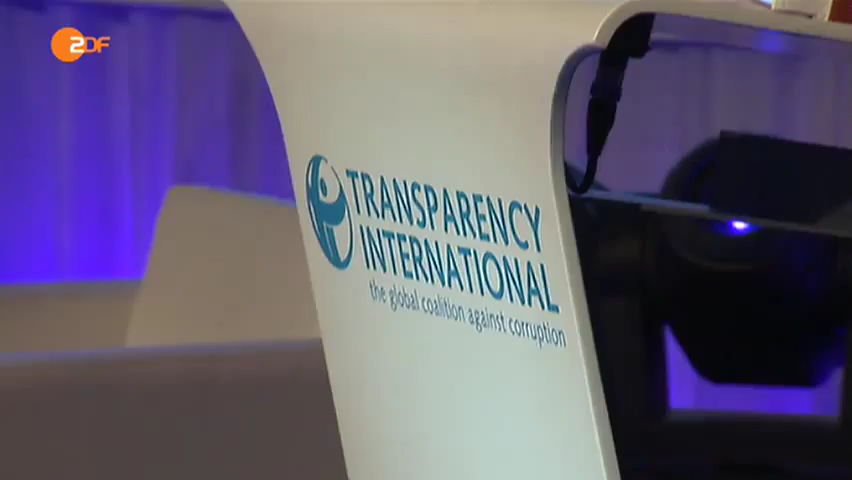 ZDF
TRANSPARENCY
INTERNATIONAL
the global coalition against corruption